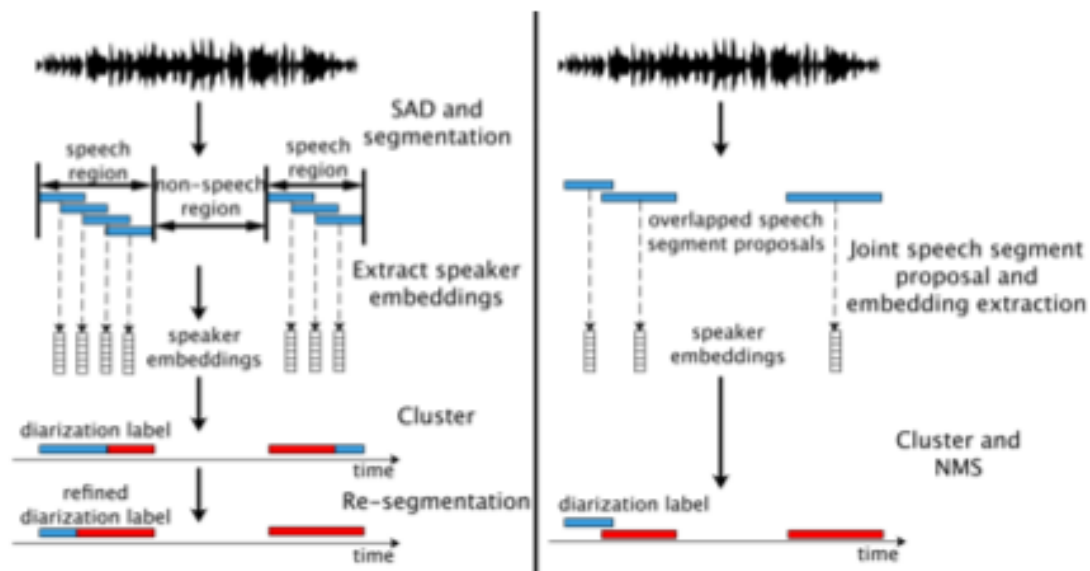 SAD and
segmentation
speech
region
non-speech
region
speech
region
Extract speaker
embeddings
speaker
embeddings
Cluster
diarization label
time
refined
diarization label
Re-segmentation
time
overlapped speech
segment proposals
Joint speech segment
proposal and
embedding extraction
speaker
embeddings
Cluster and
NMS
diarization label
time